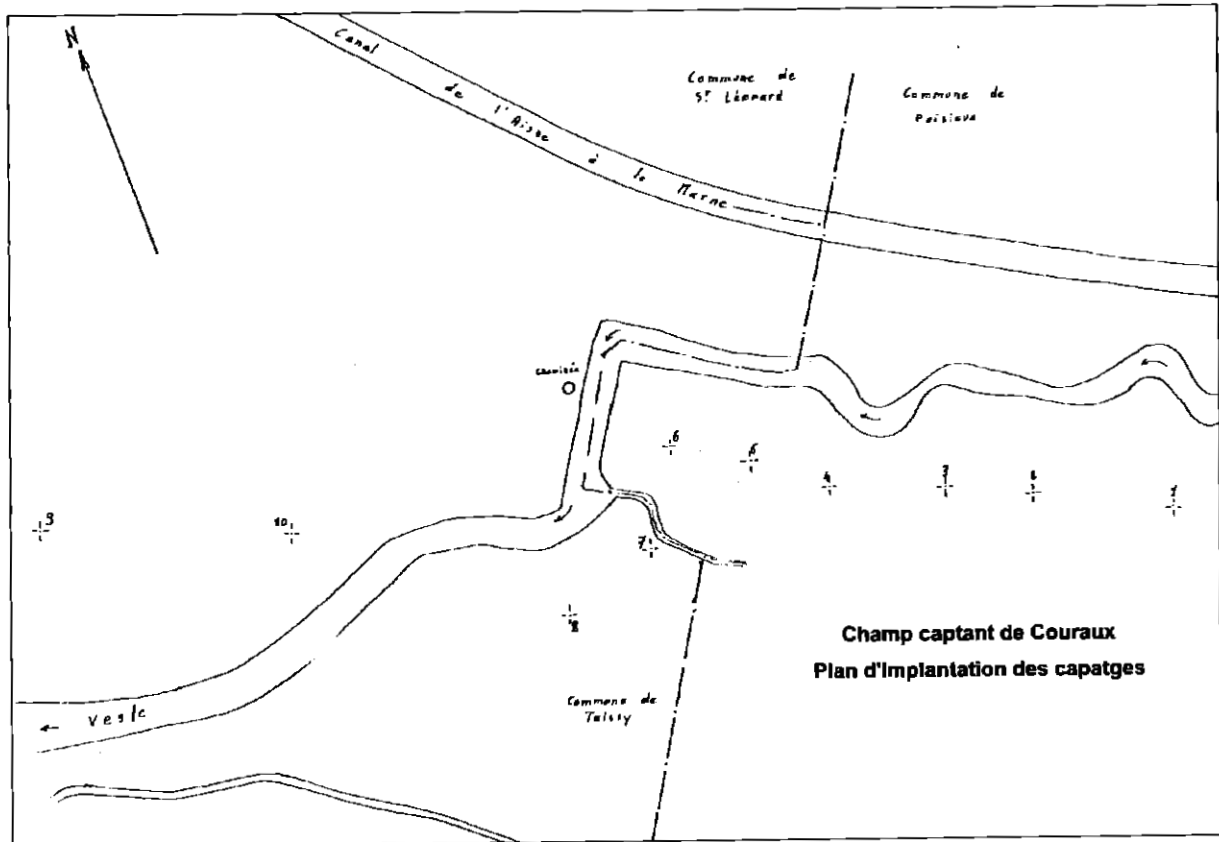 N
Canal
de l'Aisne à la Marne
Commune de
St Léonard
Commune de
6
5
4
3
2
1
9
10
7
8
Champ captant de Couraux
Plan d'Implantation des capatges
Commune de
Taissy
Vesle